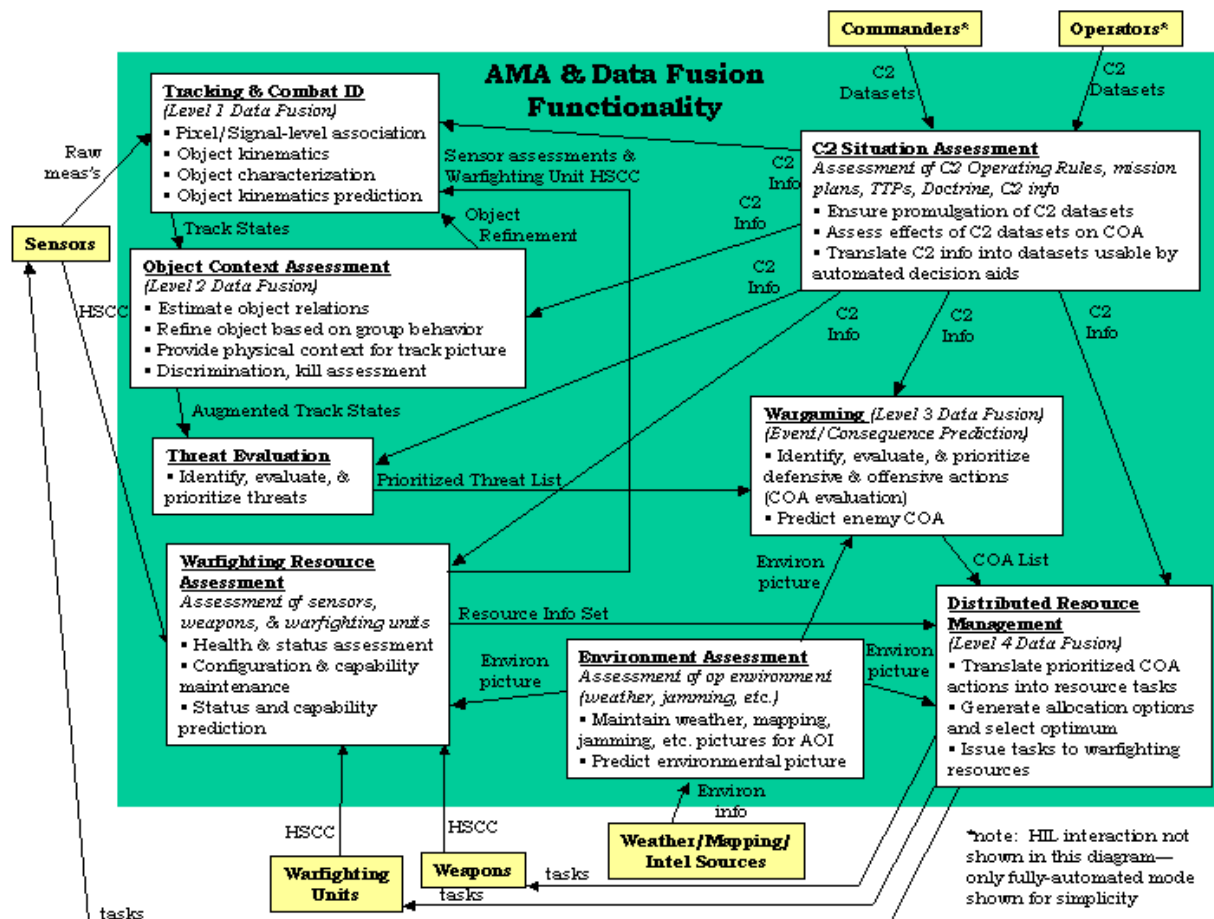 Commanders*
Operators*
AMA & Data Fusion
Functionality
C2
Datasets
C2
Datasets
Tracking & Combat ID
(Level 1 Data Fusion)
▪ Pixel/Signal-level association
▪ Object kinematics
▪ Object characterization
▪ Object kinematics prediction
Raw
meas's
Sensor assessments &
Warfighting Unit HSCC
C2
Info
C2
Info
C2
Info
C2
Info
C2
Info
C2
Info
C2 Situation Assessment
Assessment of C2 Operating Rules, mission
plans, TTPs, Doctrine, C2 info
▪ Ensure promulgation of C2 datasets
▪ Assess effects of C2 datasets on COA
▪ Translate C2 info into datasets usable by
automated decision aids
Sensors
Track States
Object
Refinement
HSCC
Object Context Assessment
(Level 2 Data Fusion)
▪ Estimate object relations
▪ Refine object based on group behavior
▪ Provide physical context for track picture
▪ Discrimination, kill assessment
Augmented Track States
Threat Evaluation
▪ Identify, evaluate, &
prioritize threats
Prioritized Threat List
Wargaming (Level 3 Data Fusion)
(Event/Consequence Prediction)
▪ Identify, evaluate, & prioritize
defensive & offensive actions
(COA evaluation)
▪ Predict enemy COA
Environ
picture
COA List
Warfighting Resource
Assessment
Assessment of sensors,
weapons, & warfighting units
▪ Health & status assessment
▪ Configuration & capability
maintenance
▪ Status and capability
prediction
Resource Info Set
Environ
picture
Environment Assessment
Assessment of op environment
(weather, jamming, etc.)
▪ Maintain weather, mapping,
jamming, etc. pictures for AOI
▪ Predict environmental picture
Environ
picture
Distributed Resource
Management
(Level 4 Data Fusion)
▪ Translate prioritized COA
actions into resource tasks
▪ Generate allocation options
and select optimum
▪ Issue tasks to warfighting
resources
Environ
info
HSCC
HSCC
Warfighting
Units
Weapons
Weather/Mapping/
Intel Sources
tasks
tasks
tasks
*note: HIL interaction not
shown in this diagram—
only fully-automated mode
shown for simplicity